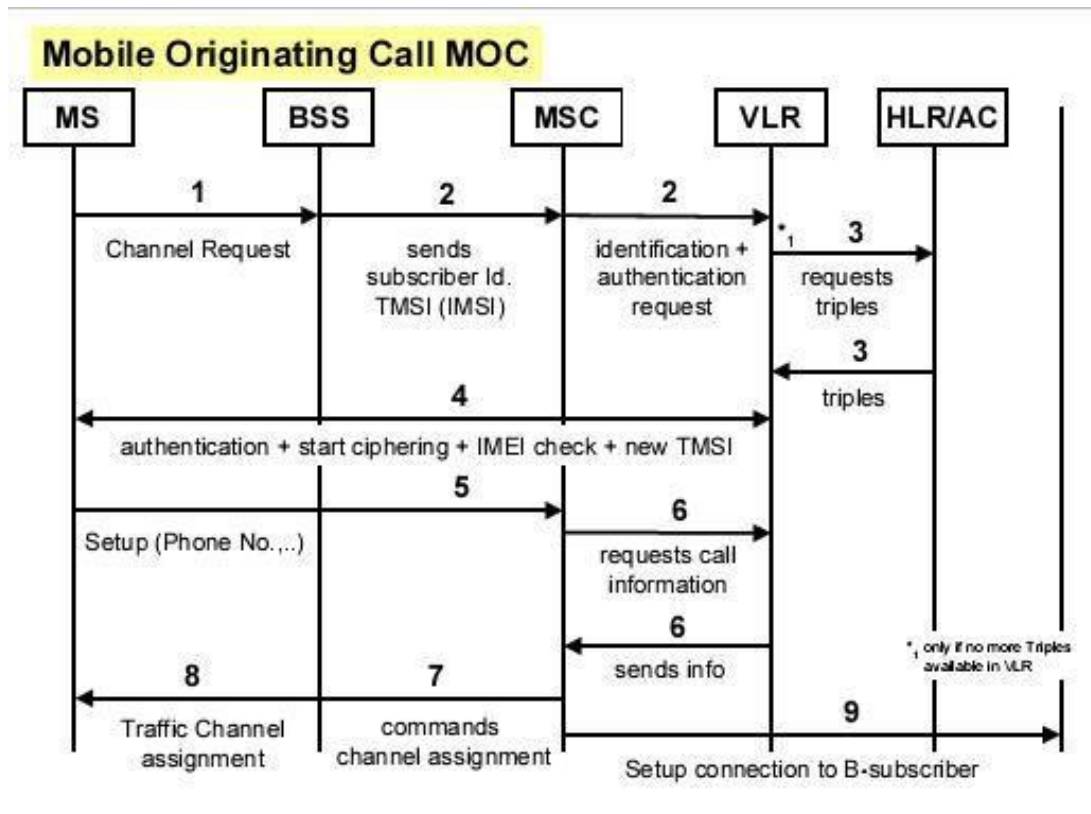 Mobile Originating Call MOC
MS
BSS
MSC
VLR
HLR/AC
1
2
2
Channel Request
sends
subscriber Id.
TMSI (IMSI)
identification +
authentication
request
*1
3
requests
triples
3
triples
4
authentication + start ciphering + IMEI check + new TMSI
5
Setup (Phone No.,..)
6
requests call
information
6
sends info
*1 only if no more Triples
available in VLR
8
7
Traffic Channel
assignment
commands
channel assignment
9
Setup connection to B-subscriber